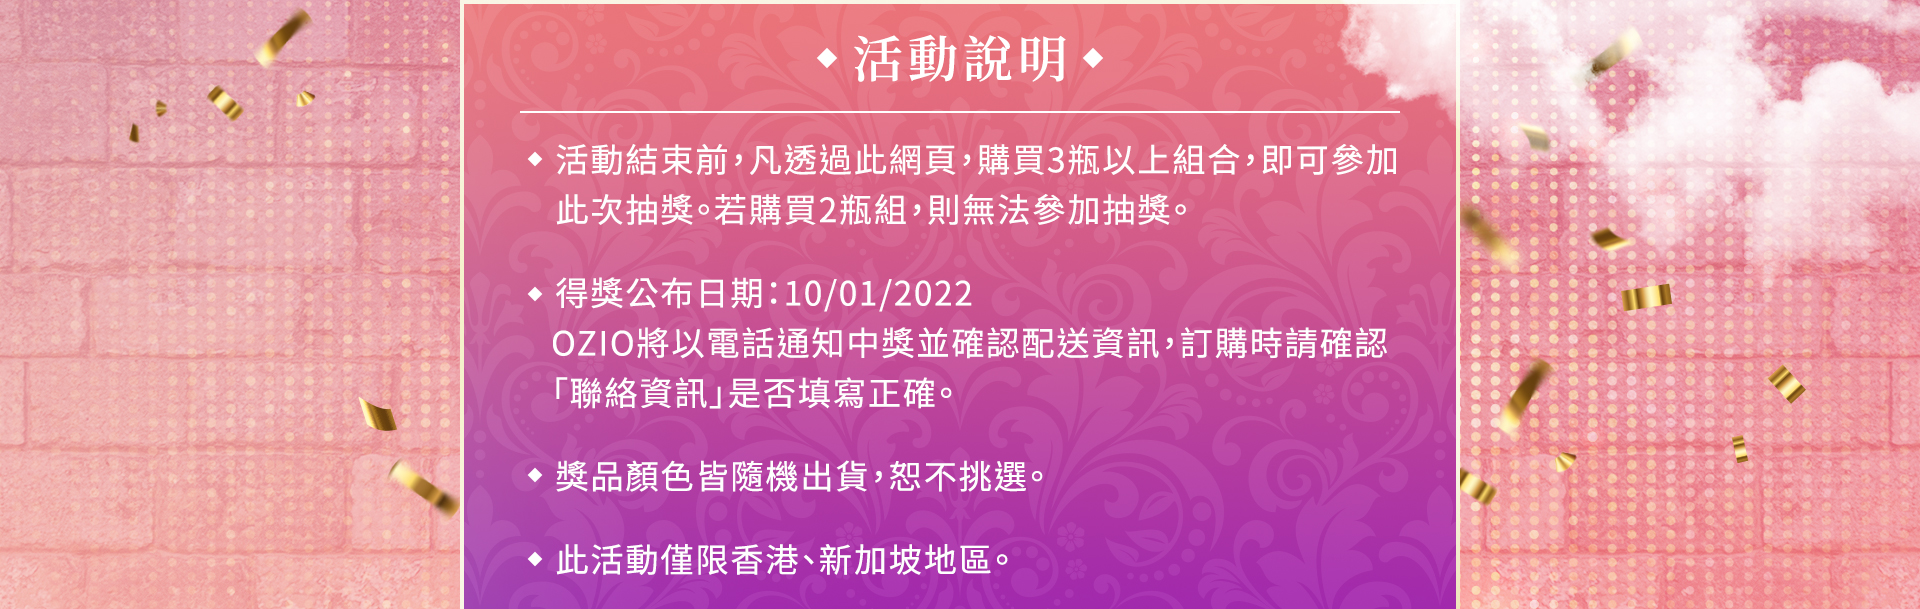 ◆活動說明◆
◆活動結束前，凡透過此網頁，購買3瓶以上組合，即可參加
此次抽獎。若購買2瓶組，則無法參加抽獎。
◆得獎公布日期：10/01/2022
OZIO將以電話通知中獎並確認配送資訊，訂購時請確認
「聯絡資訊」是否填寫正確。
◆獎品顏色皆隨機出貨，恕不挑選。
◆此活動僅限香港、新加坡地區。